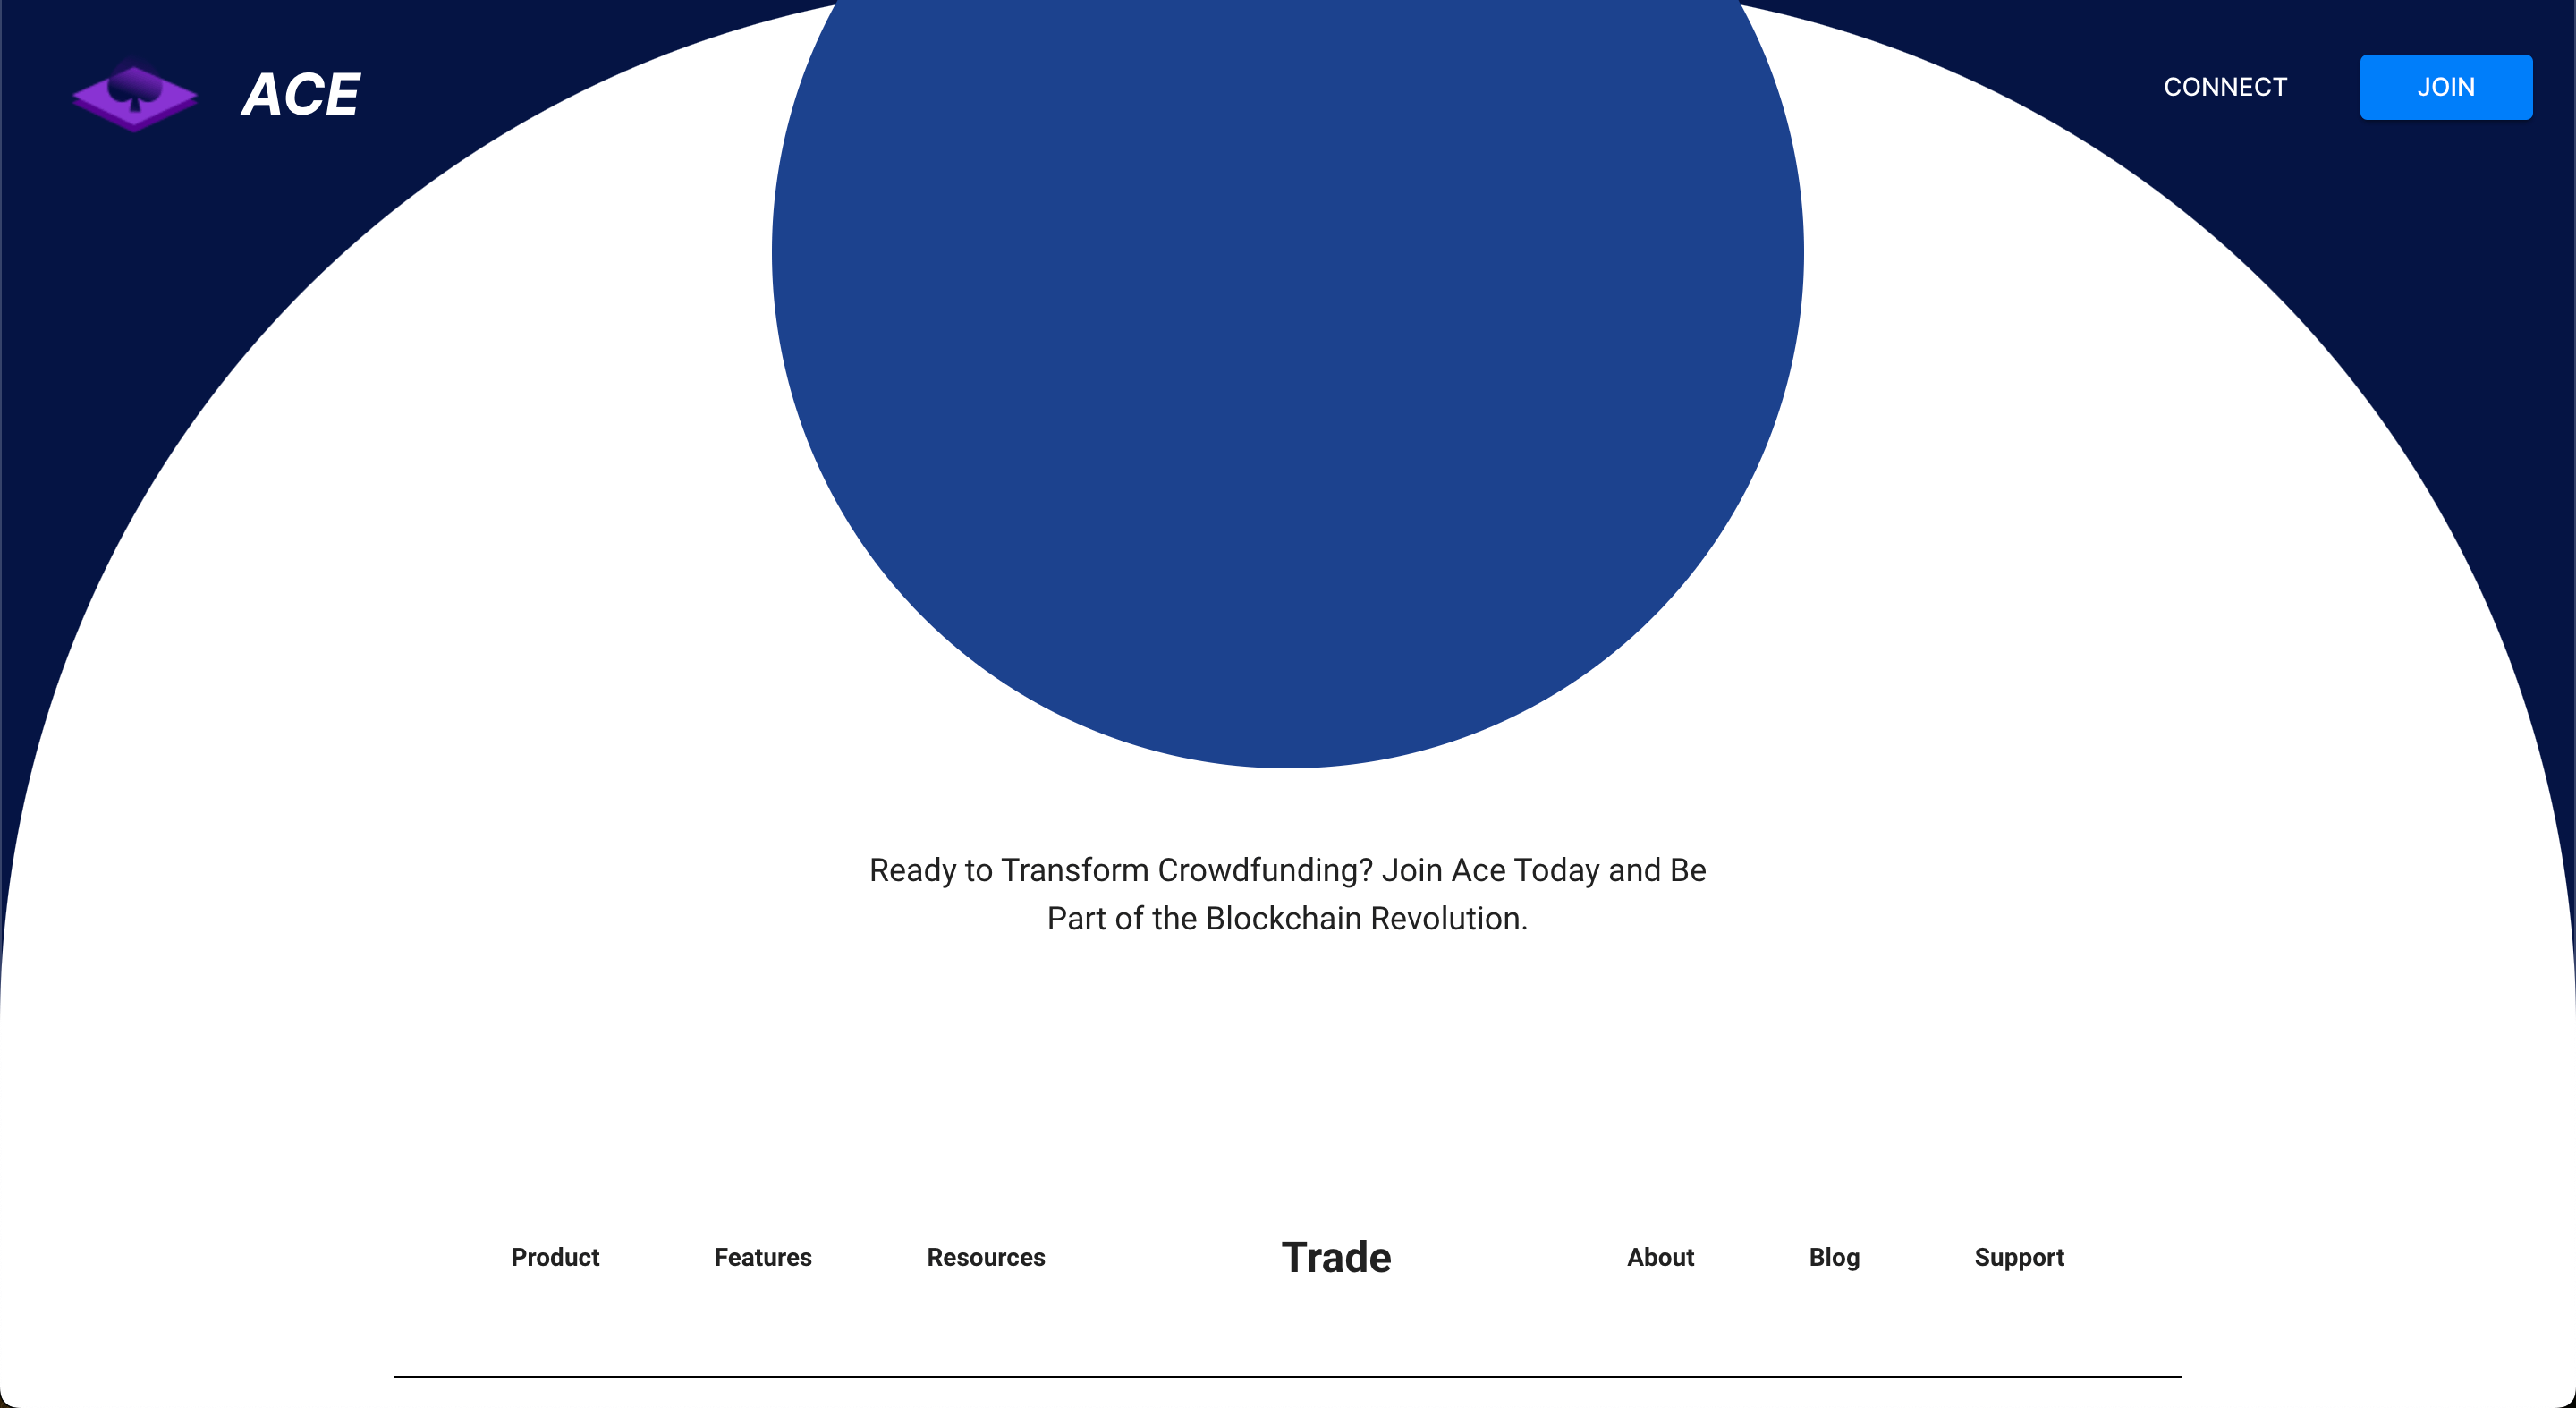 ACE
CONNECT
JOIN
Ready to Transform Crowdfunding? Join Ace Today and Be
Part of the Blockchain Revolution.
Product Features Resources Trade About Blog Support